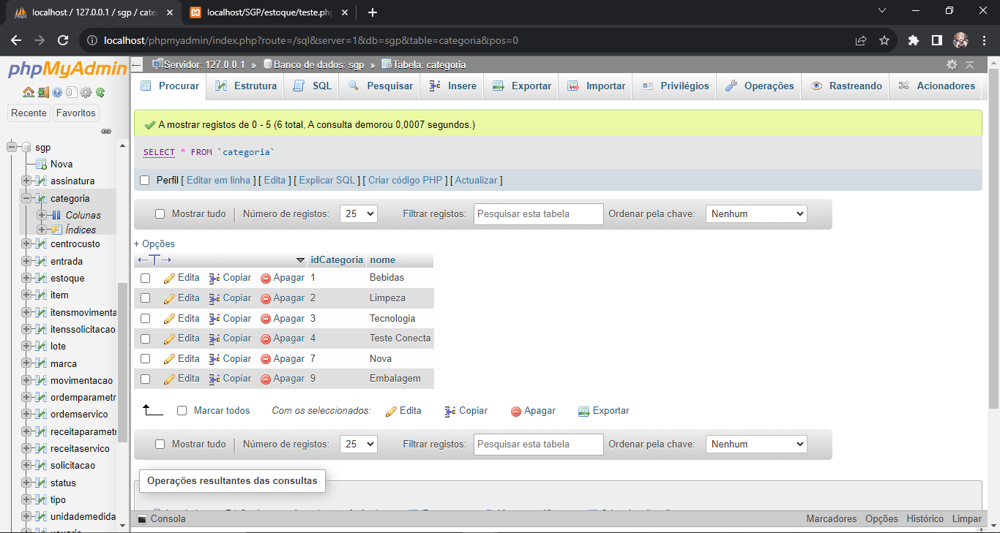 localhost / 127.0.0.1 / sgp / cate
localhost/SGP/estoque/teste.php
localhost/phpmyadmin/index.php?route=/sql&server=1&db=sgp&table=categoria&pos=0
phpMyAdmin
Recente Favoritos
sgp
Nova
assinatura
categoria
Colunas
Índices
centrocusto
entrada
estoque
item
itensmovimenta
itenssolicitacao
lote
marca
movimentacao
ordemparametr
ordemservico
receitaparametr
receitaservico
solicitacao
status
tipo
unidademedida
Servidor: 127.0.0.1 » Banco de dados: sgp » Tabela: categoria
Procurar Estrutura SQL Pesquisar Insere Exportar Importar Privilégios Operações Rastreando Acionadores
A mostrar registos de 0 - 5 (6 total, A consulta demorou 0,0007 segundos.)
SELECT * FROM `categoria`
Perfil [ Editar em linha ] [ Edita ] [ Explicar SQL ] [ Criar código PHP ] [ Actualizar ]
Mostrar tudo | Número de registos: 25 Filtrar registos: Pesquisar esta tabela Ordenar pela chave: Nenhum
+ Opções
←T→ idCategoria nome
Edita Copiar Apagar 1 Bebidas
Edita Copiar Apagar 2 Limpeza
Edita Copiar Apagar 3 Tecnologia
Edita Copiar Apagar 4 Teste Conecta
Edita Copiar Apagar 7 Nova
Edita Copiar Apagar 9 Embalagem
Marcar todos Com os seleccionados: Edita Copiar Apagar Exportar
Mostrar tudo | Número de registos: 25 Filtrar registos: Pesquisar esta tabela Ordenar pela chave: Nenhum
Operações resultantes das consultas
Consola Marcadores Opções Histórico Limpar